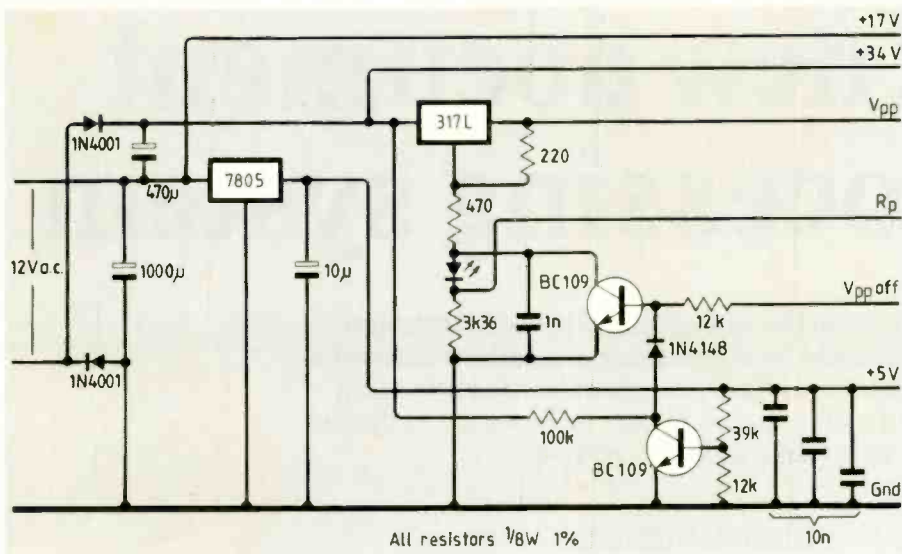 +17V
+34V
1N4001
317L
Vpp
220
470µ
7805
470
Rp
12V a.c.
1000µ
10µ
BC109
Vpp off
3k36
1n
12k
1N4148
1N4001
+5V
100k
39k
BC109
12k
Gnd
All resistors 1/8W 1%
10n